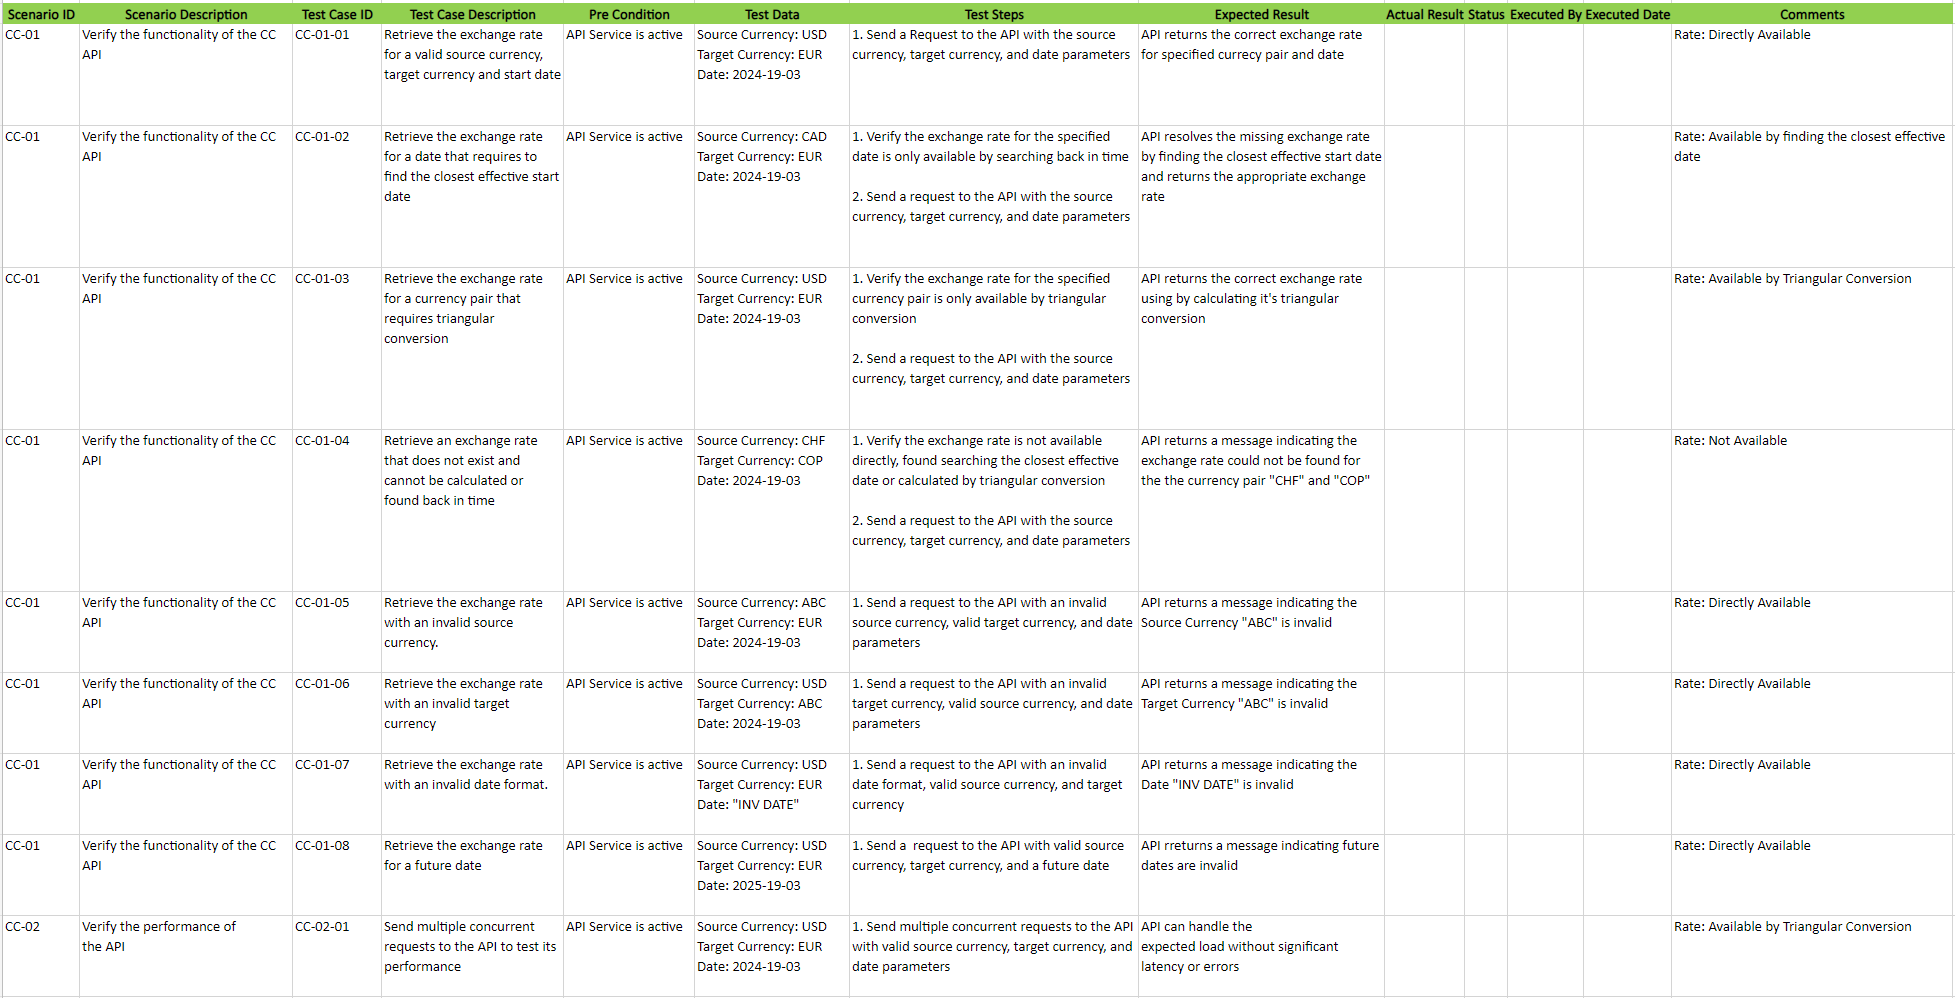 Scenario ID Scenario Description Test Case ID Test Case Description Pre Condition Test Data Test Steps Expected Result Actual Result Status Executed By Executed Date Comments
CC-01 Verify the functionality of the CC CC-01-01 Retrieve the exchange rate API Service is active Source Currency: USD 1. Send a Request to the API with the source API returns the correct exchange rate Rate: Directly Available
API for a valid source currency, Target Currency: EUR currency, target currency, and date parameters for specified currecy pair and date
target currency and start date Date: 2024-19-03
CC-01 Verify the functionality of the CC CC-01-02 Retrieve the exchange rate API Service is active Source Currency: CAD 1. Verify the exchange rate for the specified API resolves the missing exchange rate Rate: Available by finding the closest effective
API for a date that requires to Target Currency: EUR date is only available by searching back in time by finding the closest effective start date date
find the closest effective start Date: 2024-19-03 and returns the appropriate exchange
date 2. Send a request to the API with the source rate
currency, target currency, and date parameters
CC-01 Verify the functionality of the CC CC-01-03 Retrieve the exchange rate API Service is active Source Currency: USD 1. Verify the exchange rate for the specified API returns the correct exchange rate Rate: Available by Triangular Conversion
API for a currency pair that Target Currency: EUR currency pair is only available by triangular using by calculating it's triangular
requires triangular Date: 2024-19-03 conversion conversion
conversion
2. Send a request to the API with the source
currency, target currency, and date parameters
CC-01 Verify the functionality of the CC CC-01-04 Retrieve an exchange rate API Service is active Source Currency: CHF 1. Verify the exchange rate is not available API returns a message indicating the Rate: Not Available
API that does not exist and Target Currency: COP directly, found searching the closest effective exchange rate could not be found for
cannot be calculated or Date: 2024-19-03 date or calculated by triangular conversion the the currency pair "CHF" and "COP"
found back in time
2. Send a request to the API with the source
currency, target currency, and date parameters
CC-01 Verify the functionality of the CC CC-01-05 Retrieve the exchange rate API Service is active Source Currency: ABC 1. Send a request to the API with an invalid API returns a message indicating the Rate: Directly Available
API with an invalid source Target Currency: EUR source currency, valid target currency, and date Source Currency "ABC" is invalid
currency. Date: 2024-19-03 parameters
CC-01 Verify the functionality of the CC CC-01-06 Retrieve the exchange rate API Service is active Source Currency: USD 1. Send a request to the API with an invalid API returns a message indicating the Rate: Directly Available
API with an invalid target Target Currency: ABC target currency, valid source currency, and date Target Currency "ABC" is invalid
currency Date: 2024-19-03 parameters
CC-01 Verify the functionality of the CC CC-01-07 Retrieve the exchange rate API Service is active Source Currency: USD 1. Send a request to the API with an invalid API returns a message indicating the Rate: Directly Available
API with an invalid date format. Target Currency: EUR date format, valid source currency, and target Date "INV DATE" is invalid
Date: "INV DATE" currency
CC-01 Verify the functionality of the CC CC-01-08 Retrieve the exchange rate API Service is active Source Currency: USD 1. Send a request to the API with valid source API rreturns a message indicating future Rate: Directly Available
API for a future date Target Currency: EUR currency, target currency, and a future date dates are invalid
Date: 2025-19-03
CC-02 Verify the performance of CC-02-01 Send multiple concurrent API Service is active Source Currency: USD 1. Send multiple concurrent requests to the API API can handle the Rate: Available by Triangular Conversion
the API requests to the API to test its Target Currency: EUR with valid source currency, target currency, and expected load without significant
performance Date: 2024-19-03 date parameters latency or errors